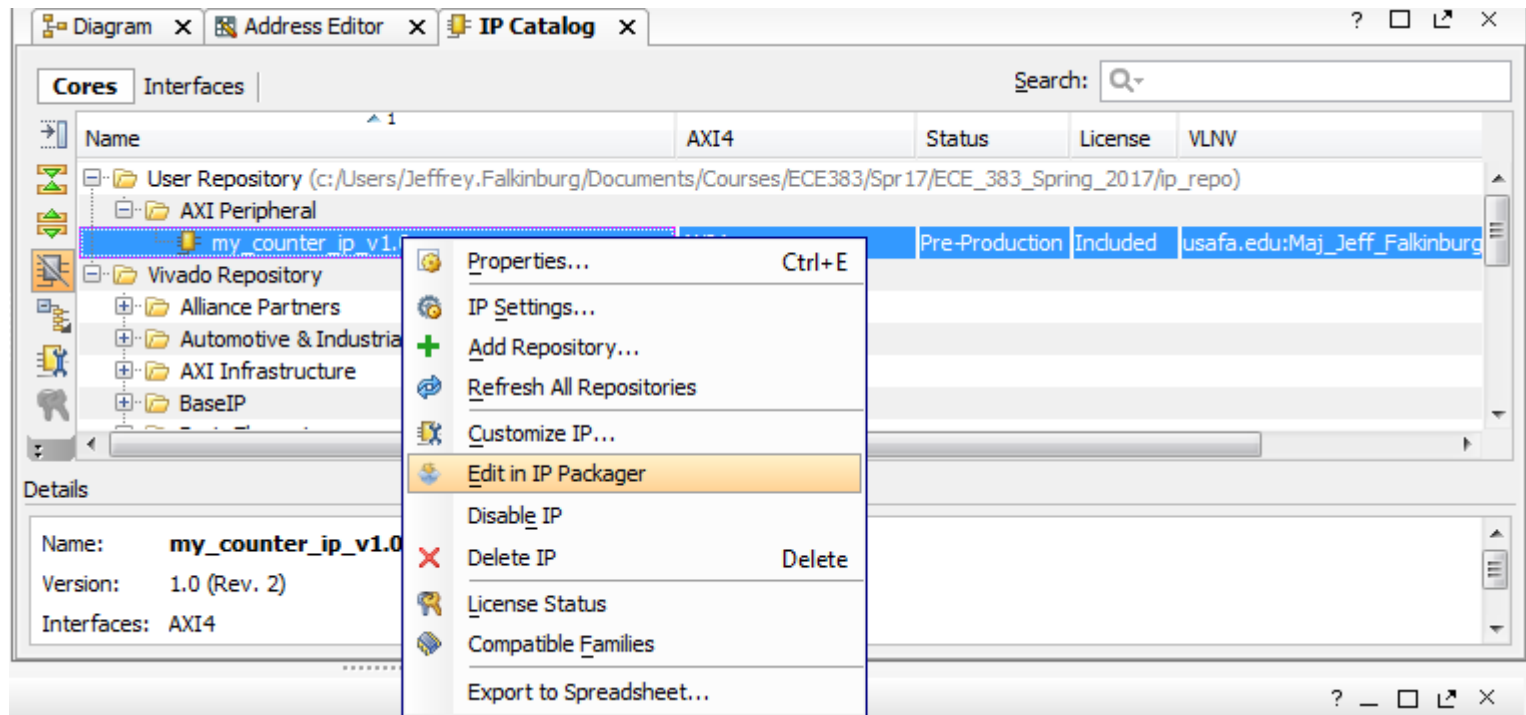 Diagram Address Editor IP Catalog
Cores Interfaces Search:
Name 1 AXI4 Status License VLNV
User Repository (c:/Users/Jeffrey.Falkinburg/Documents/Courses/ECE383/Spr17/ECE_383_Spring_2017/ip_repo)
AXI Peripheral
my_counter_ip_v1. Pre-Production Included usafa.edu:Maj_Jeff_Falkinburg
Vivado Repository
Alliance Partners
Automotive & Industria
AXI Infrastructure
BaseIP
Properties... Ctrl+E
IP Settings...
Add Repository...
Refresh All Repositories
Customize IP...
Edit in IP Packager
Disable IP
Delete IP Delete
License Status
Compatible Families
Export to Spreadsheet...
Details
Name: my_counter_ip_v1.0
Version: 1.0 (Rev. 2)
Interfaces: AXI4